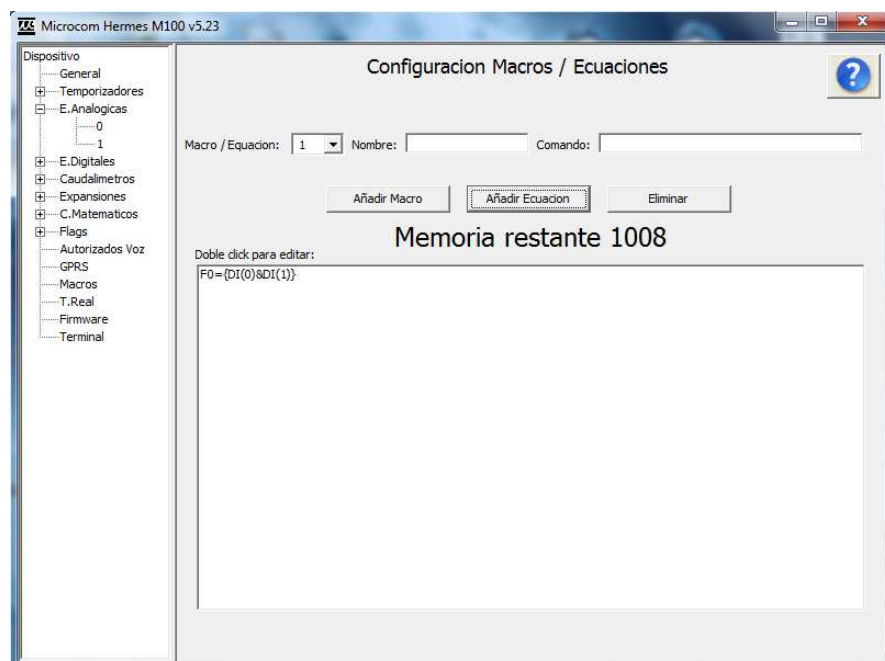 Microcom Hermes M100 v5.23
Dispositivo
General
Temporizadores
E.Analogicas
0
1
E.Digitales
Caudalimetros
Expansiones
C.Matematicos
Flags
Autorizados Voz
GPRS
Macros
T.Real
Firmware
Terminal
Configuracion Macros / Ecuaciones
?
Macro / Equacion: 1 Nombre: Comando:
Añadir Macro Añadir Ecuacion Eliminar
Memoria restante 1008
Doble click para editar:
F0={DI(0)&DI(1)}